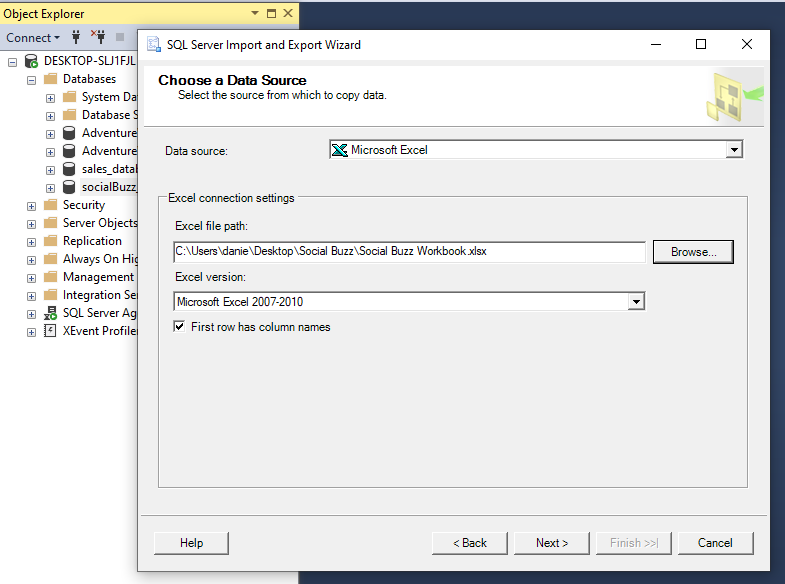 Object Explorer
Connect
DESKTOP-SLJ1FJL
Databases
System Da
Database S
Adventure
Adventure
sales_datal
socialBuzz_
Security
Server Objects
Replication
Always On Hig
Management
Integration Ser
SQL Server Ag
XEvent Profiler
SQL Server Import and Export Wizard
Choose a Data Source
Select the source from which to copy data.
Data source:
Microsoft Excel
Excel connection settings
Excel file path:
C:\Users\danie\Desktop\Social Buzz\Social Buzz Workbook.xlsx
Browse...
Excel version:
Microsoft Excel 2007-2010
First row has column names
Help
< Back
Next >
Finish >>|
Cancel